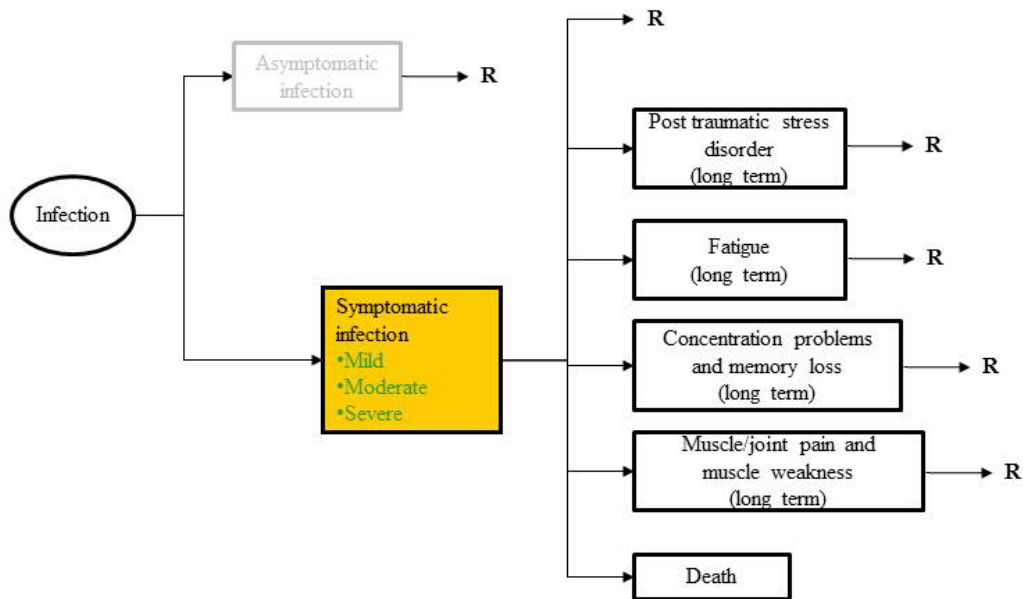 R
Asymptomatic
infection
R
Post traumatic stress
disorder
(long term)
R
Infection
Fatigue
(long term)
R
Symptomatic
infection
•Mild
•Moderate
•Severe
Concentration problems
and memory loss
(long term)
R
Muscle/joint pain and
muscle weakness
(long term)
R
Death